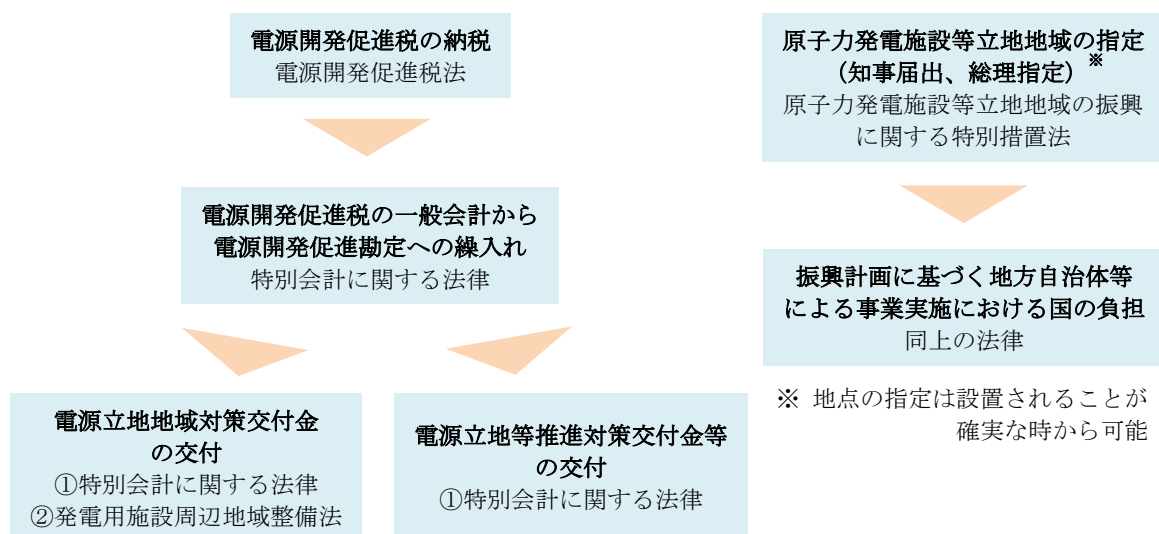 電源開発促進税の納税
電源開発促進税法
電源開発促進税の一般会計から
電源開発促進勘定への繰入れ
特別会計に関する法律
電源立地地域対策交付金
の交付
①特別会計に関する法律
②発電用施設周辺地域整備法
電源立地等推進対策交付金等
の交付
①特別会計に関する法律
原子力発電施設等立地地域の指定
（知事届出、総理指定）※
原子力発電施設等立地地域の振興
に関する特別措置法
振興計画に基づく地方自治体等
による事業実施における国の負担
同上の法律
※ 地点の指定は設置されることが
確実な時から可能